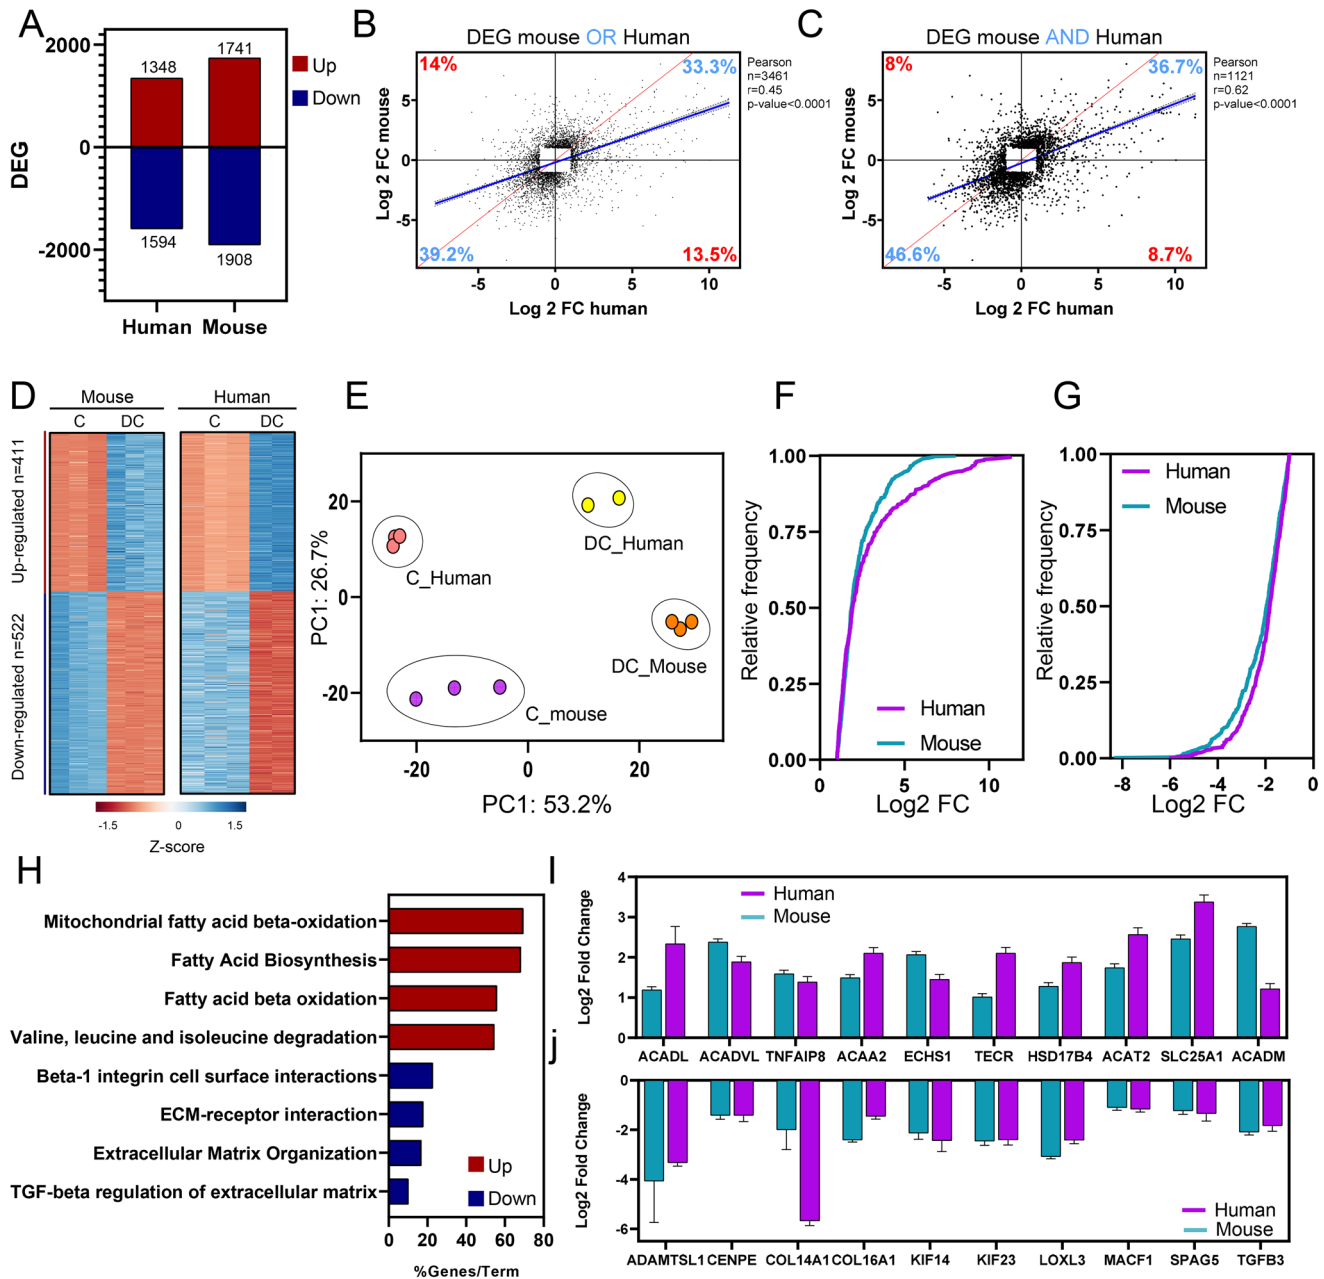 A
2000
0
-2000
DEG
1348
1741
1594
1908
Human Mouse
Up
Down
B
DEG mouse OR Human
14%
33.3%
39.2%
13.5%
Pearson
n=3461
r=0.45
p-value<0.0001
Log 2 FC mouse
5
0
-5
-5
0
5
10
Log 2 FC human
C
DEG mouse AND Human
8%
36.7%
46.6%
8.7%
Pearson
n=1121
r=0.62
p-value<0.0001
Log 2 FC mouse
5
0
-5
-5
0
5
10
Log 2 FC human
D
Mouse
Human
C
DC
C
DC
Up-regulated n=411
Down-regulated n=522
-1.5
0
1.5
Z-score
E
PC1: 26.7%
20
0
-20
C_Human
DC_Human
DC_Mouse
C_mouse
-20
0
20
PC1: 53.2%
F
Relative frequency
1.00
0.75
0.50
0.25
0.00
Human
Mouse
0
5
10
Log2 FC
G
Relative frequency
1.00
0.75
0.50
0.25
0.00
Human
Mouse
-8
-6
-4
-2
0
Log2 FC
H
Mitochondrial fatty acid beta-oxidation
Fatty Acid Biosynthesis
Fatty acid beta oxidation
Valine, leucine and isoleucine degradation
Beta-1 integrin cell surface interactions
ECM-receptor interaction
Extracellular Matrix Organization
TGF-beta regulation of extracellular matrix
Up
Down
0
20
40
60
80
%Genes/Term
I
Log2 Fold Change
4
3
2
1
0
Human
Mouse
ACADL
ACADVL
TNFAIP8
ACAA2
ECHS1
TECR
HSD17B4
ACAT2
SLC25A1
ACADM
j
Log2 Fold Change
0
-2
-4
-6
Human
Mouse
ADAMTSL1
CENPE
COL14A1
COL16A1
KIF14
KIF23
LOXL3
MACF1
SPAG5
TGFB3